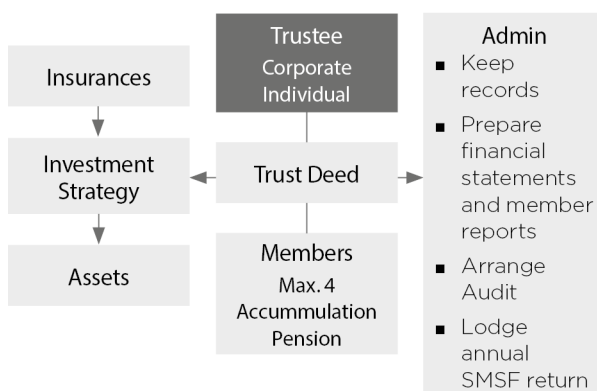 Insurances
Investment
Strategy
Assets
Trustee
Corporate
Individual
Trust Deed
Members
Max. 4
Accumulation
Pension
Admin
■ Keep
records
■ Prepare
financial
statements
and member
reports
■ Arrange
Audit
■ Lodge
annual
SMSF return